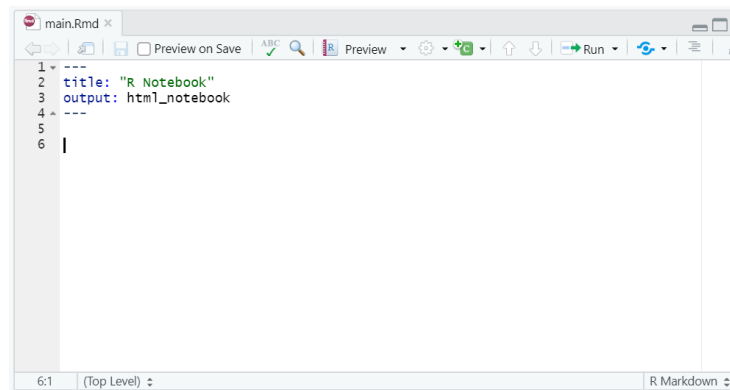 main.Rmd
Preview on Save ABC R Preview C Run
1 ---
2 title: "R Notebook"
3 output: html_notebook
4 ---
5
6
6:1 (Top Level) R Markdown